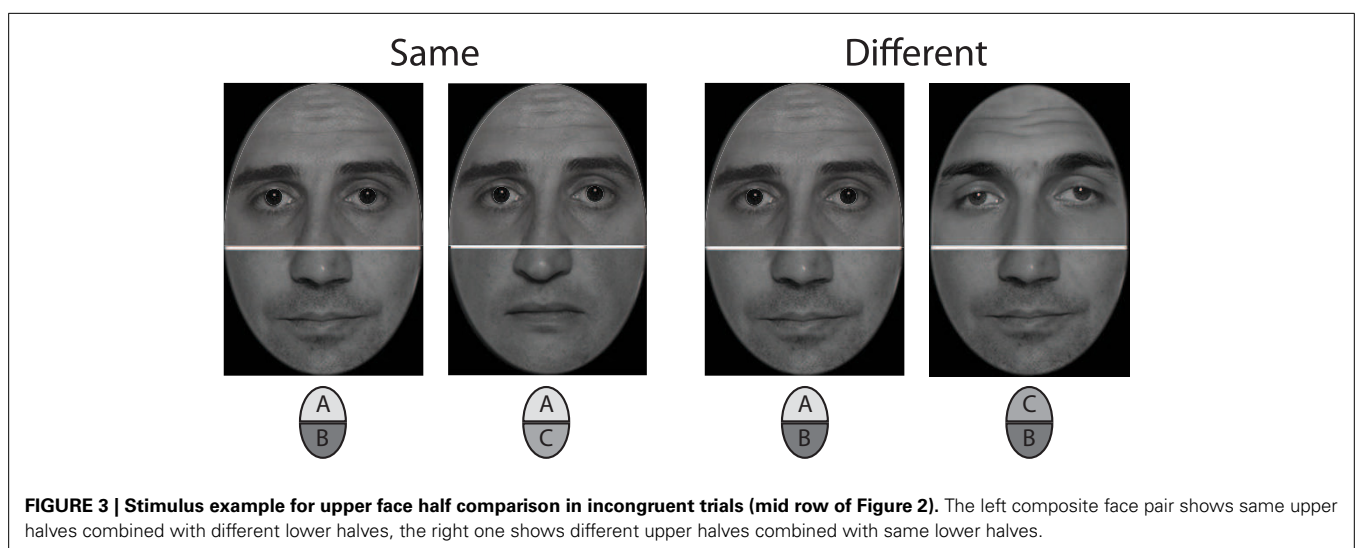 Same Different
A A A C
B C B B
FIGURE 3 | Stimulus example for upper face half comparison in incongruent trials (mid row of Figure 2). The left composite face pair shows same upper
halves combined with different lower halves, the right one shows different upper halves combined with same lower halves.